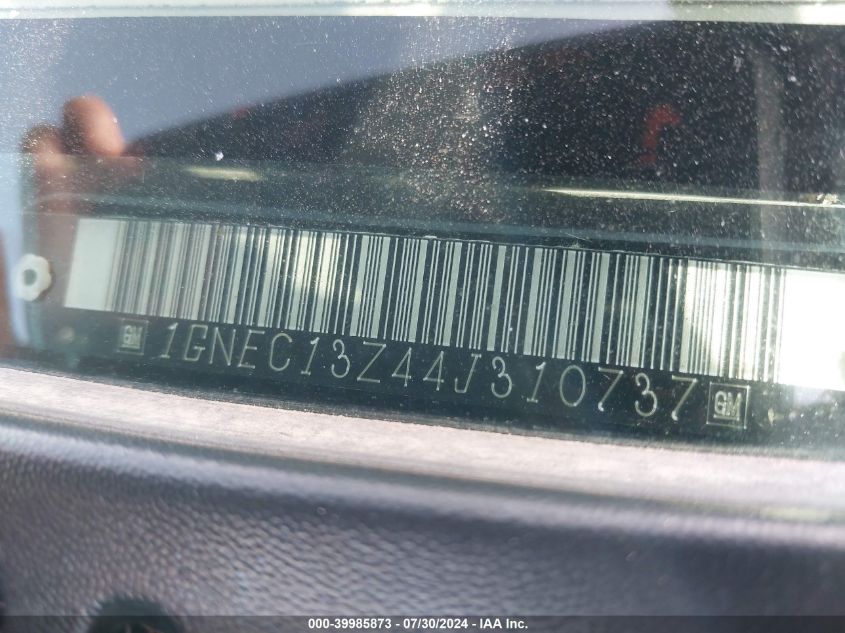 GM 1GNEC13Z44J310737 GM
000-39985873 / 07/30/2024 - IAA Inc.